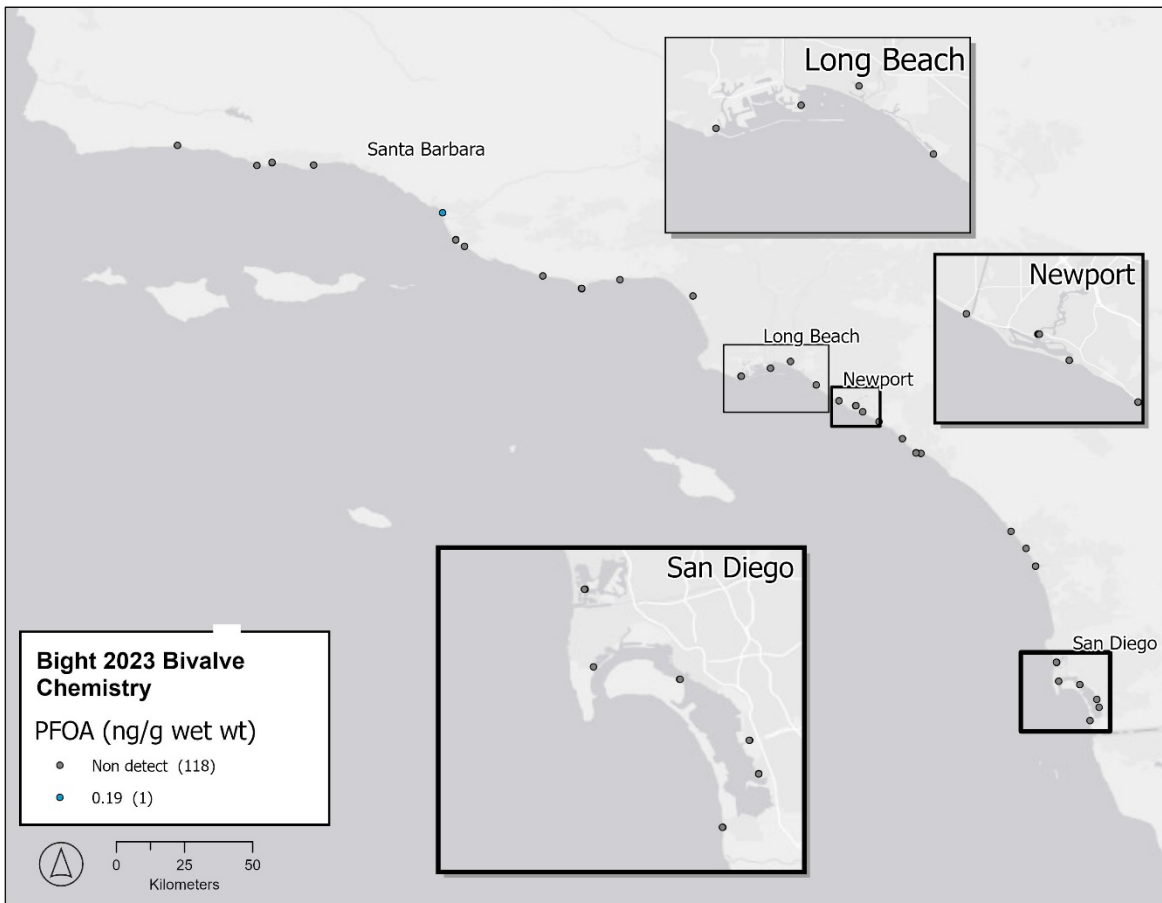 Long Beach
Santa Barbara
Newport
Long Beach
Newport
San Diego
San Diego
Bight 2023 Bivalve
Chemistry
PFOA (ng/g wet wt)
Non detect (118)
0.19 (1)
0 25 50
Kilometers